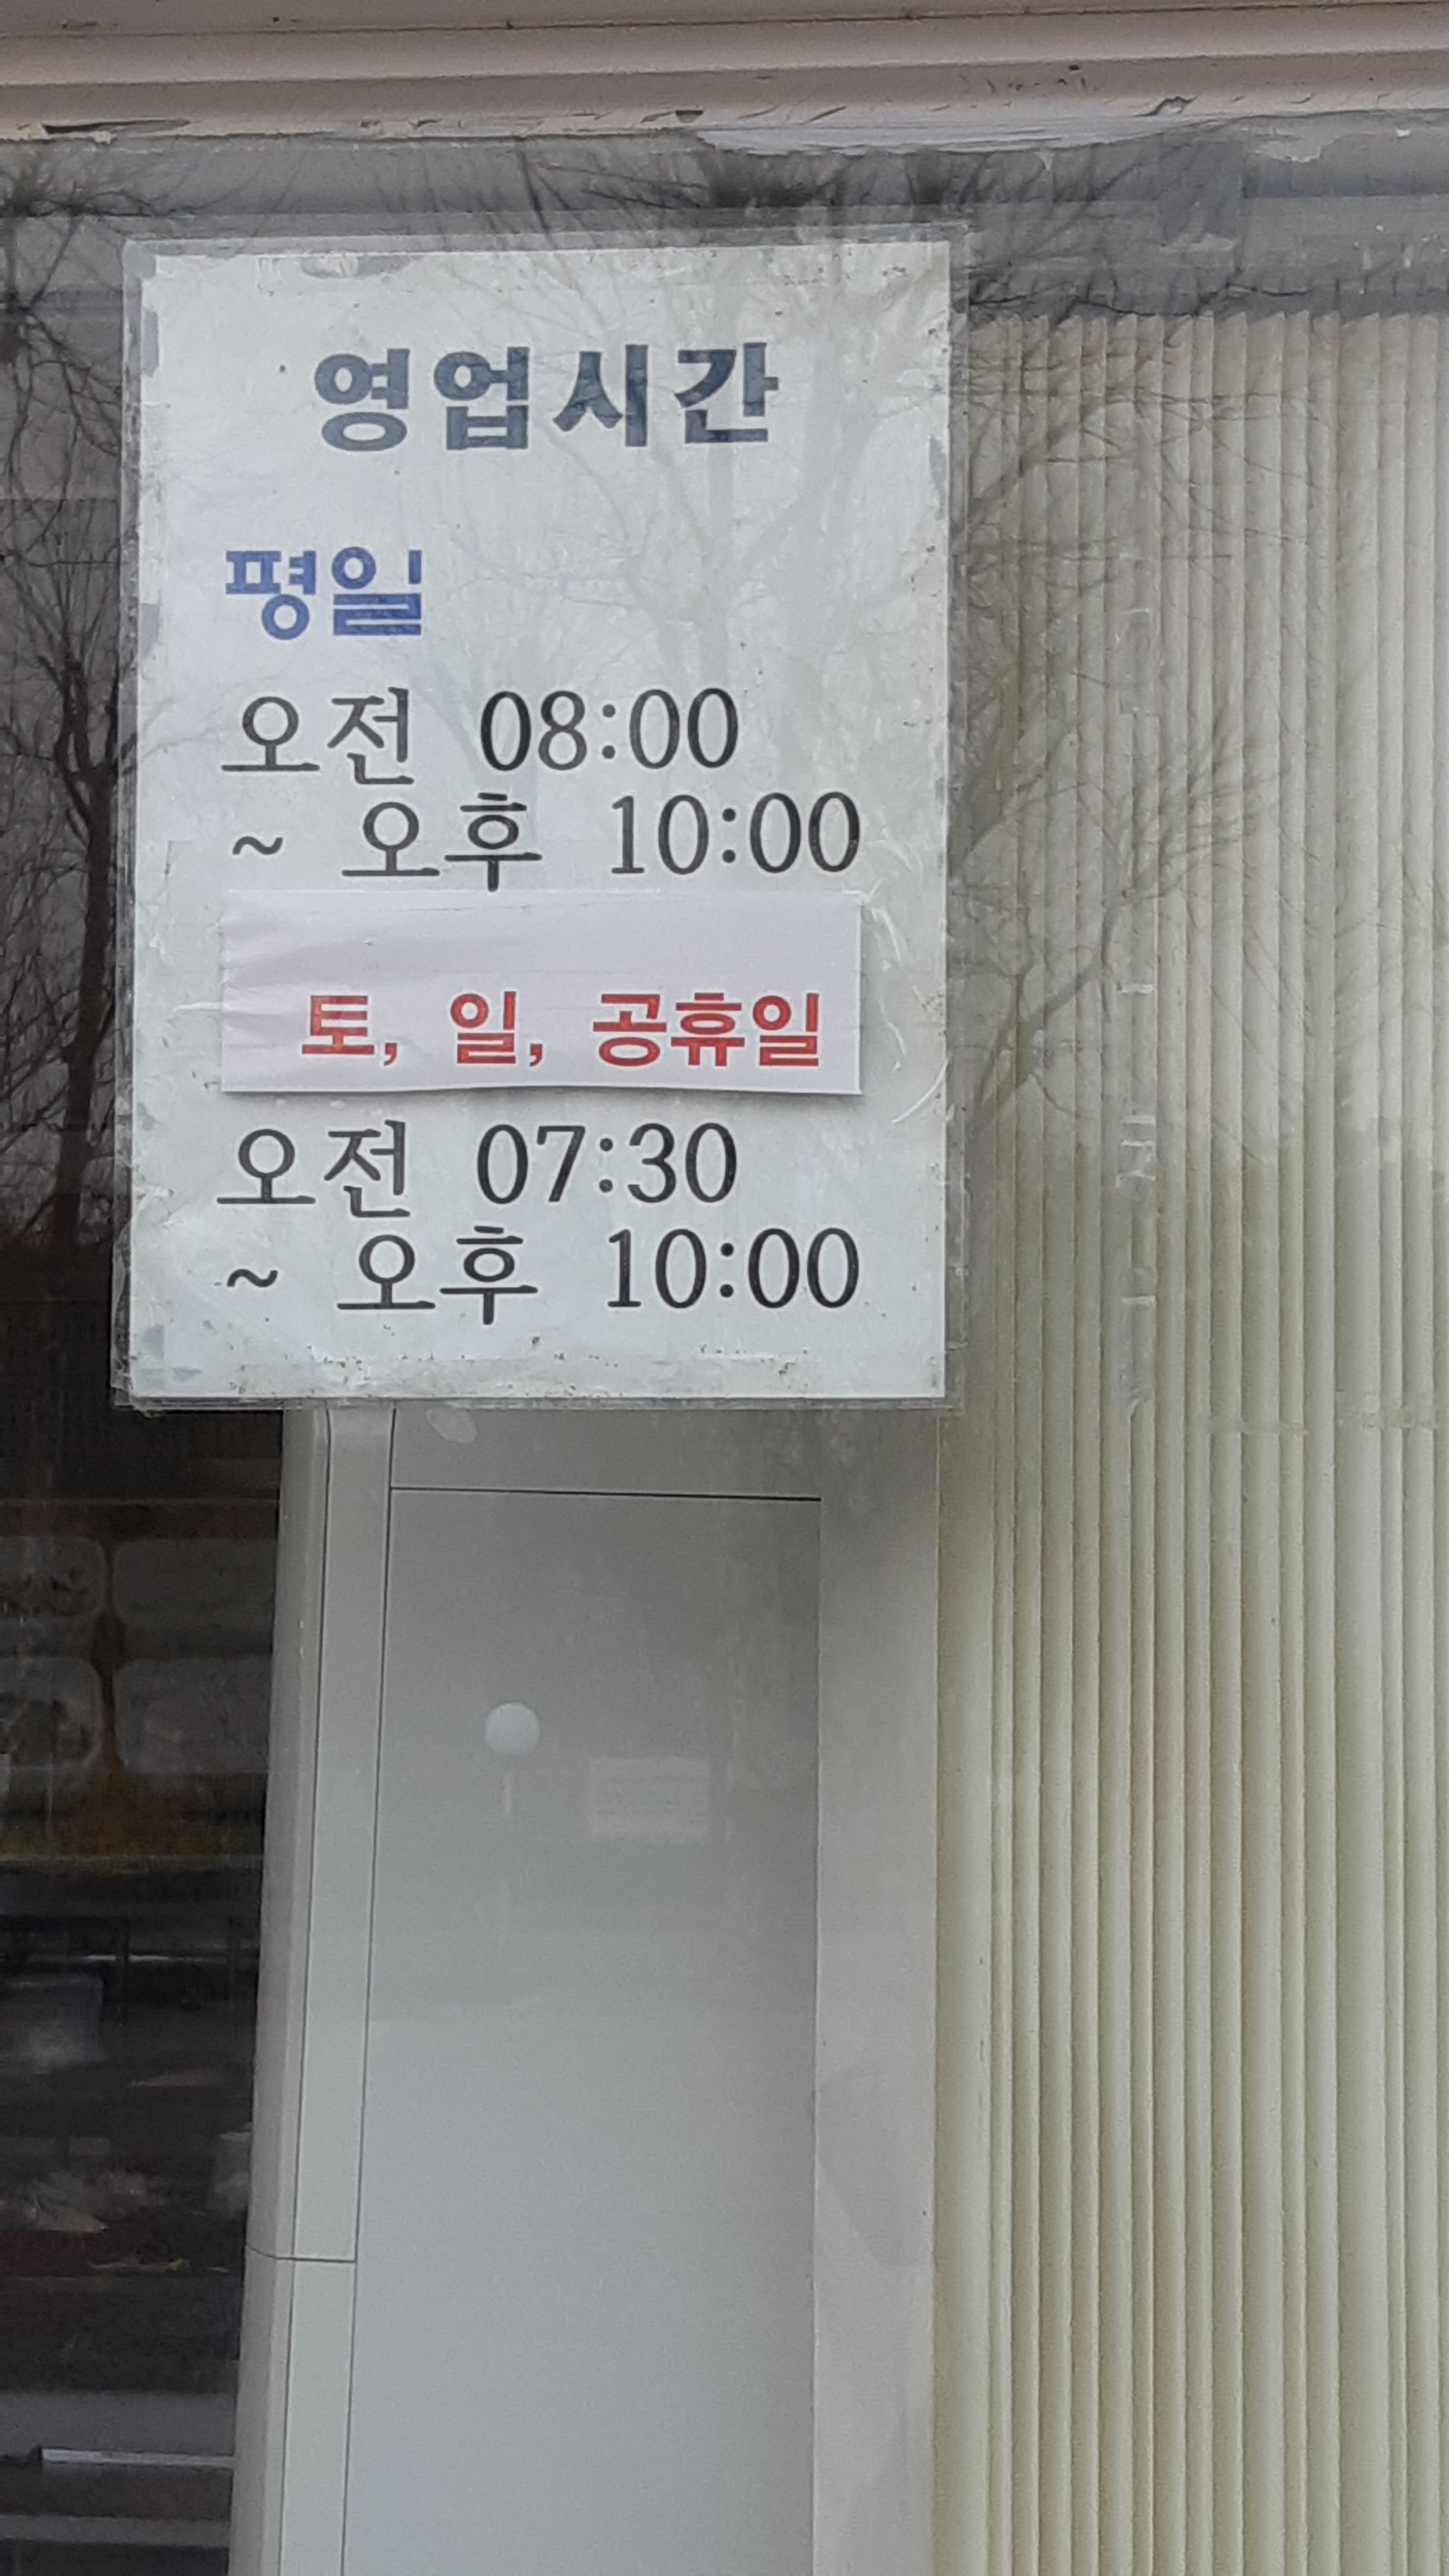 영업시간
평일
오전 08:00
~ 오후 10:00
토, 일, 공휴일
오전 07:30
~ 오후 10:00